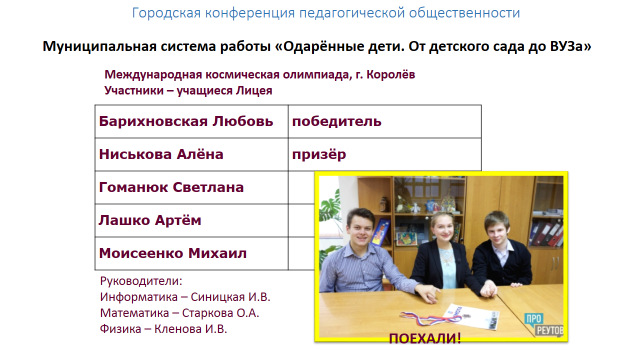 Городская конференция педагогической общественности
Муниципальная система работы «Одарённые дети. От детского сада до ВУЗа»
Международная космическая олимпиада, г. Королёв
Участники – учащиеся Лицея
Барихновская Любовь победитель
Ниськова Алёна призёр
Гоманюк Светлана
Лашко Артём
Моисеенко Михаил
Руководители:
Информатика – Синицкая И.В.
Математика – Старкова О.А.
Физика – Кленова И.В.
ПРО
РЕУТОВ
ПОЕХАЛИ!